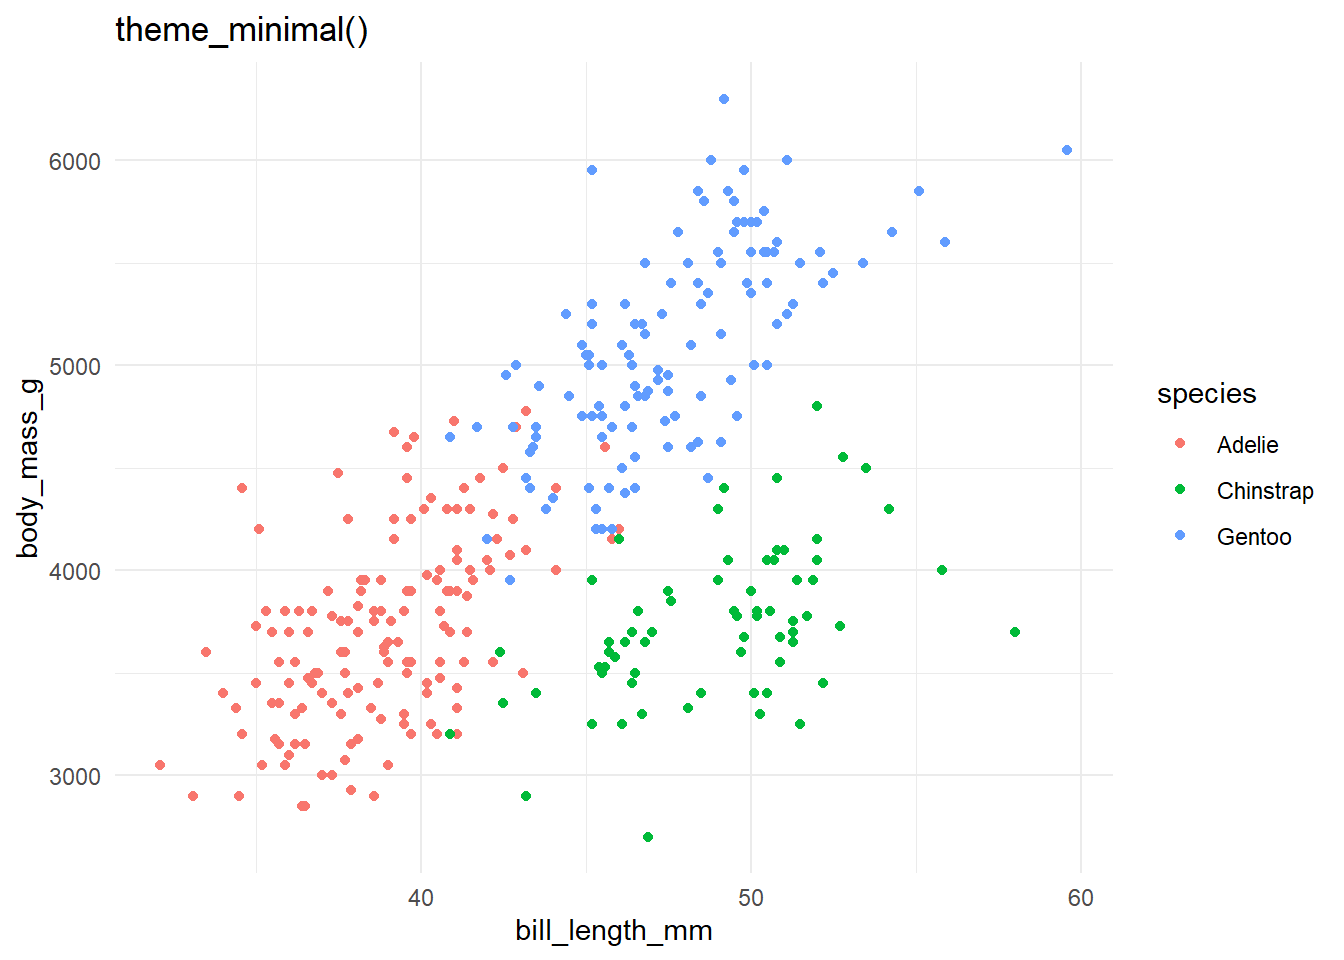 theme_minimal()
6000
5000
4000
3000
body_mass_g
40
50
60
bill_length_mm
species
Adelie
Chinstrap
Gentoo